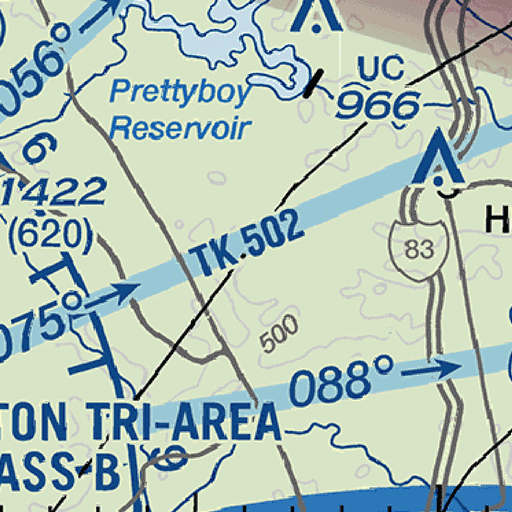 056°
Prettyboy
Reservoir
UC
966
6
1422
(620)
TK 502
H
83
075°
500
088°
TON TRI-AREA
ASS B